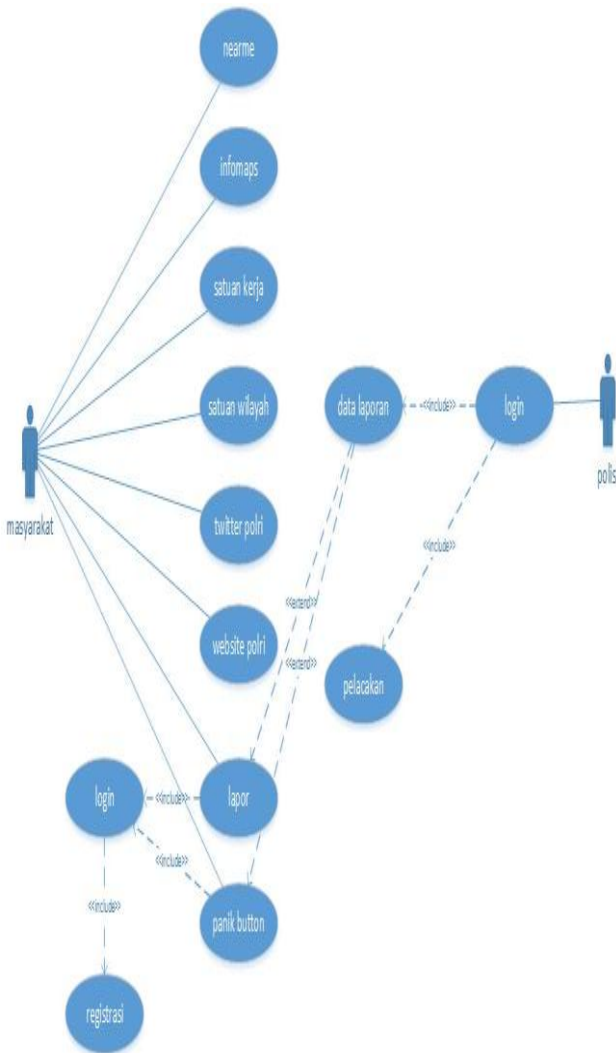 nearme
infomaps
satuan kerja
satuan wilayah
data laporan
<<include>>
login
masyarakat
polis
twitter polri
<<include>>
<<extend>>
website polri
<<extend>>
pelacakan
login
<<include>>
lapor
<<include>>
<<include>>
panik button
registrasi